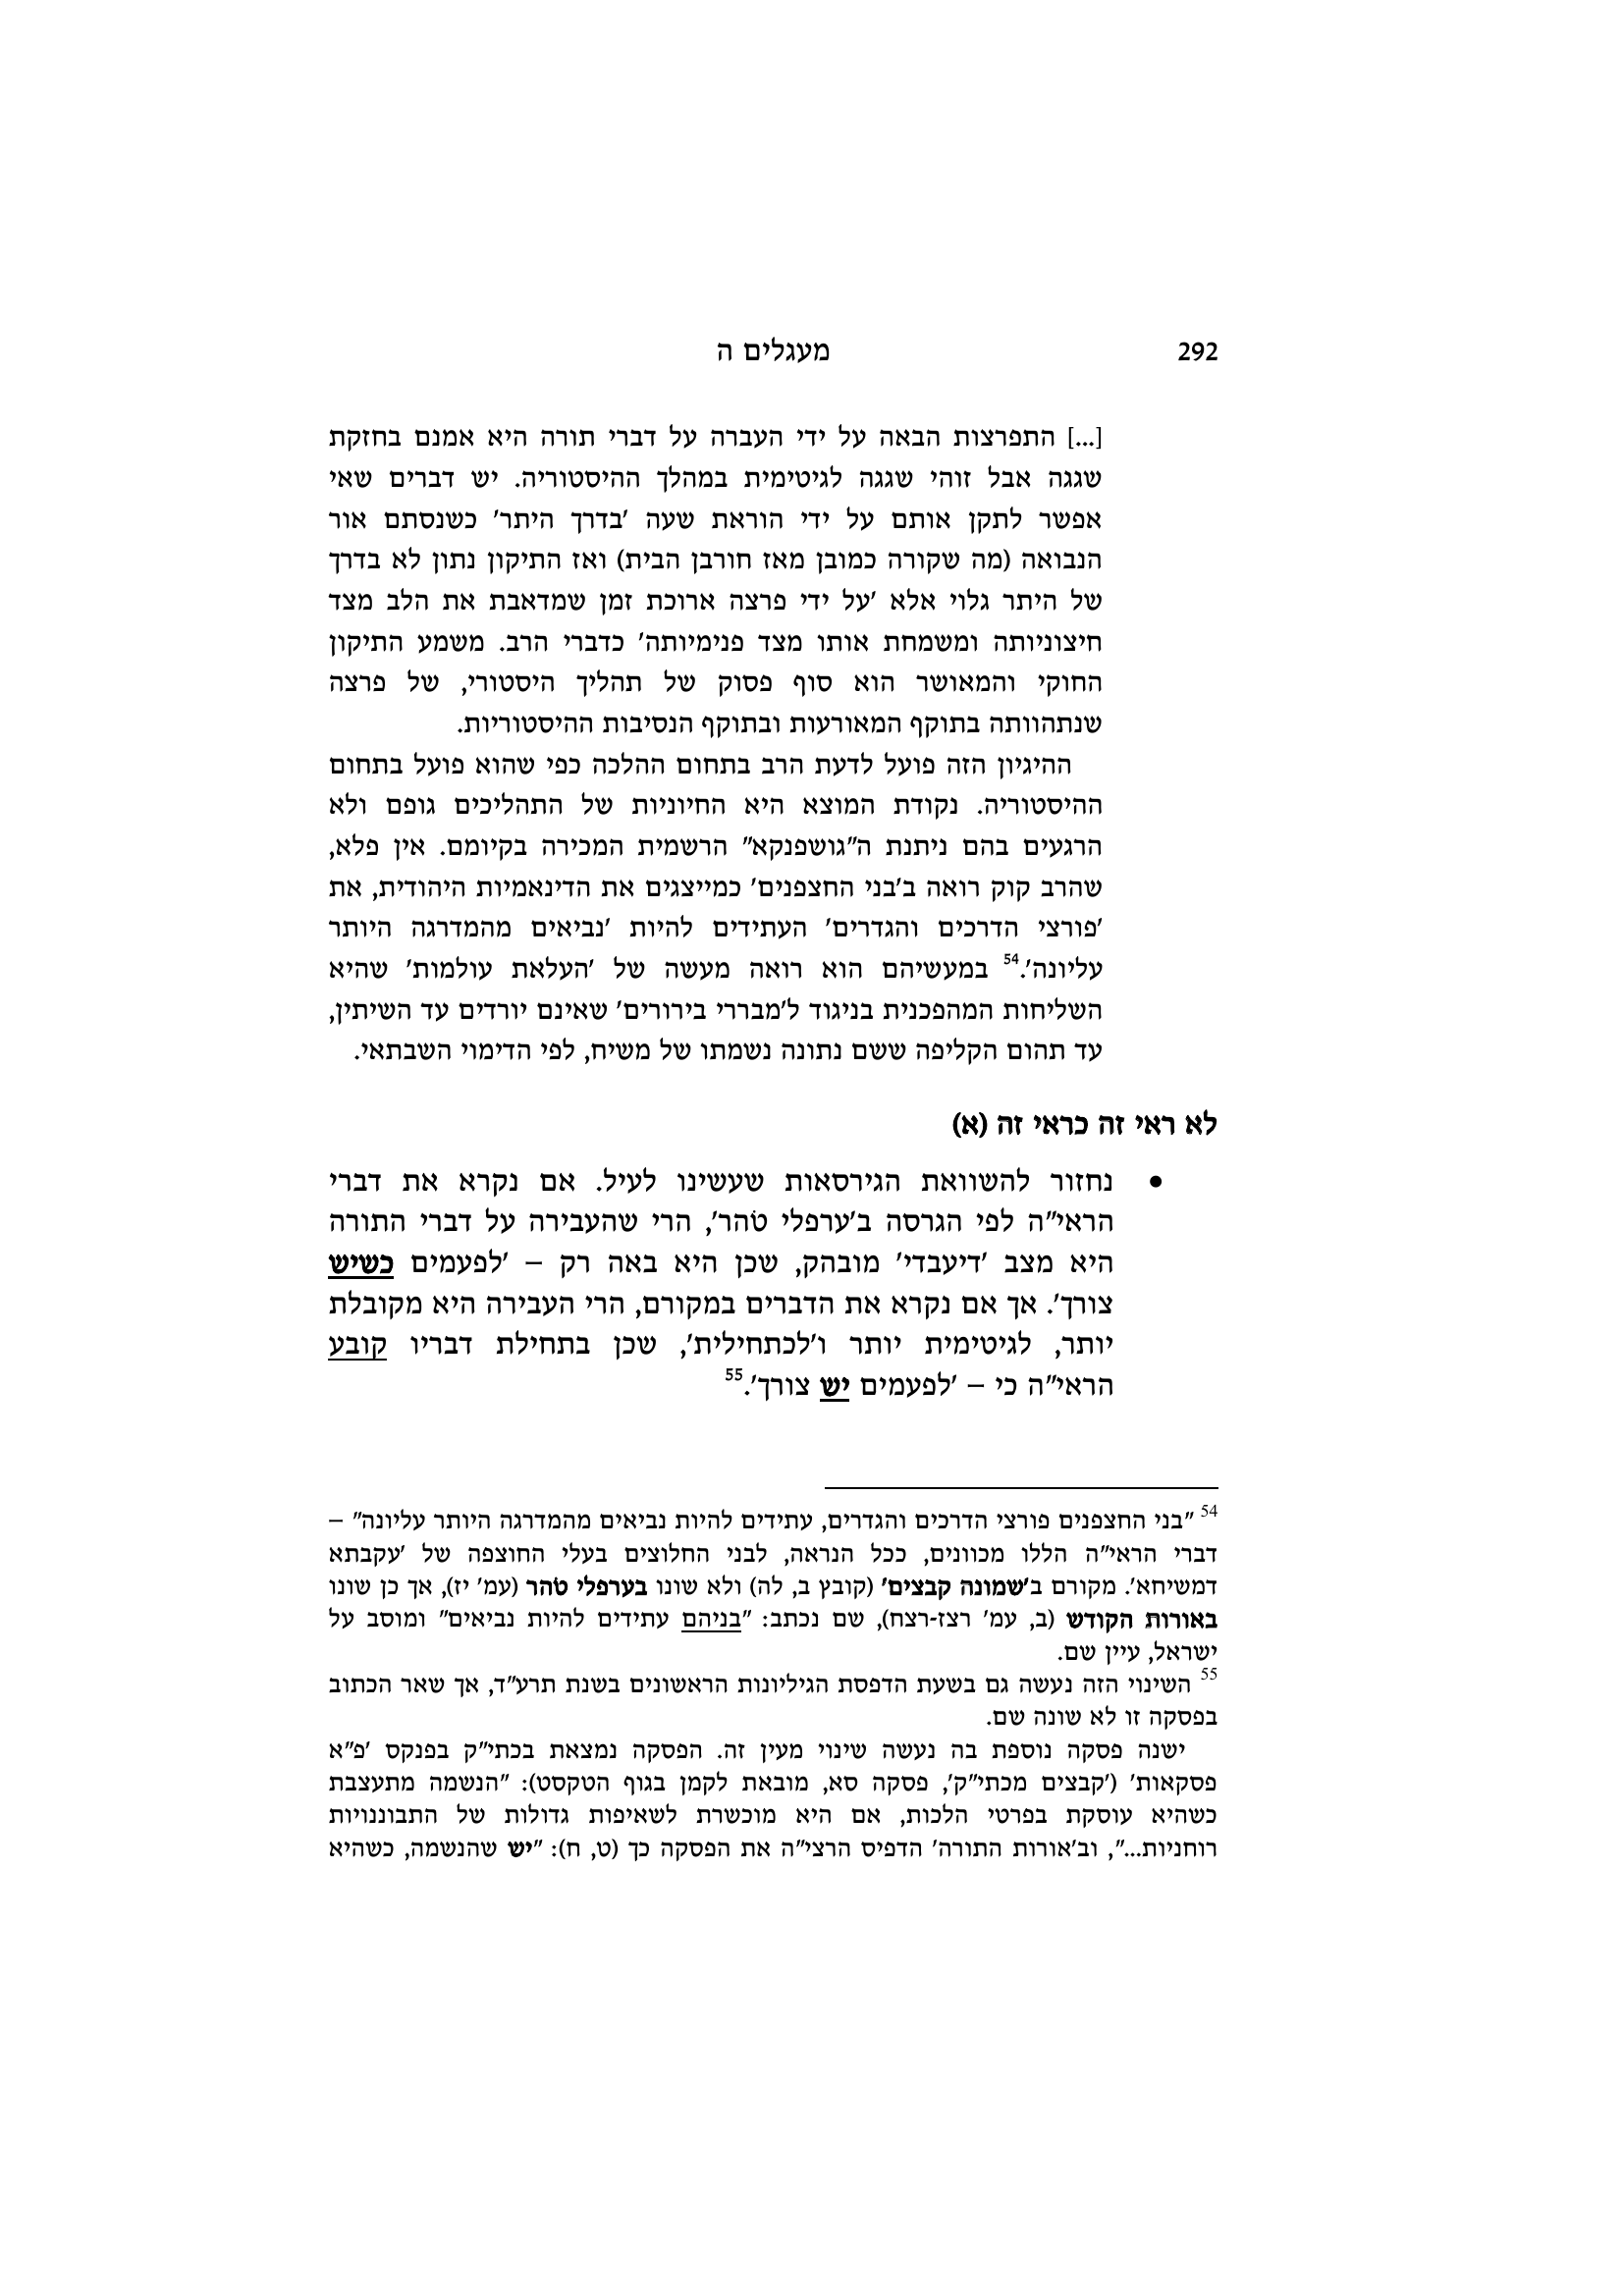 292 מעגלים ה
[...] התפרצות הבאה על ידי העברה על דברי תורה היא אמנם בחזקת
שגגה אבל זוהי שגגה לגיטימית במהלך ההיסטוריה. יש דברים שאי
אפשר לתקן אותם על ידי הוראת שעה 'בדרך היתר' כשנסתם אור
הנבואה (מה שקורה כמובן מאז חורבן הבית) ואז התיקון נתון לא בדרך
של היתר גלוי אלא 'על ידי פרצה ארוכת זמן שמדאבת את הלב מצד
חיצוניותה ומשמחת אותו מצד פנימיותה' כדברי הרב. משמע התיקון
החוקי והמאושר הוא סוף פסוק של תהליך היסטורי, של פרצה
שנתהוותה בתוקף המאורעות ובתוקף הנסיבות ההיסטוריות.
ההיגיון הזה פועל לדעת הרב בתחום ההלכה כפי שהוא פועל בתחום
ההיסטוריה. נקודת המוצא היא החיוניות של התהליכים גופם ולא
הרגעים בהם ניתנת ה"גושפנקא" הרשמית המכירה בקיומם. אין פלא,
שהרב קוק רואה ב'בני החצפנים' כמייצגים את הדינאמיות היהודית, את
'פורצי הדרכים והגדרים' העתידים להיות 'נביאים מהמדרגה היותר
עליונה'.54 במעשיהם הוא רואה מעשה של 'העלאת עולמות' שהיא
השליחות המהפכנית בניגוד ל'מבררי בירורים' שאינם יורדים עד השיתין,
עד תהום הקליפה ששם נתונה נשמתו של משיח, לפי הדימוי השבתאי.
לא ראי זה כראי זה (א)
• נחזור להשוואת הגירסאות שעשינו לעיל. אם נקרא את דברי
הראי"ה לפי הגרסה ב'ערפלי טֹהר', הרי שהעבירה על דברי התורה
היא מצב 'דיעבדי' מובהק, שכן היא באה רק – 'לפעמים כשיש
צורך'. אך אם נקרא את הדברים במקורם, הרי העבירה היא מקובלת
יותר, לגיטימית יותר ו'לכתחילית', שכן בתחילת דבריו קובע
הראי"ה כי – 'לפעמים יש צורך'.55
54 "בני החצפנים פורצי הדרכים והגדרים, עתידים להיות נביאים מהמדרגה היותר עליונה" –
דברי הראי"ה הללו מכוונים, ככל הנראה, לבני החלוצים בעלי החוצפה של 'עקבתא
דמשיחא'. מקורם ב'שמונה קבצים' (קובץ ב, לה) ולא שונו בערפלי טֹהר (עמ' יז), אך כן שונו
באורות הקודש (ב, עמ' רצז-רצח), שם נכתב: "בניהם עתידים להיות נביאים" ומוסב על
ישראל, עיין שם.
55 השינוי הזה נעשה גם בשעת הדפסת הגיליונות הראשונים בשנת תרע"ד, אך שאר הכתוב
בפסקה זו לא שונה שם.
ישנה פסקה נוספת בה נעשה שינוי מעין זה. הפסקה נמצאת בכתי"ק בפנקס 'פ"א
פסקאות' ('קבצים מכתי"ק', פסקה סא, מובאת לקמן בגוף הטקסט): "הנשמה מתעצבת
כשהיא עוסקת בפרטי הלכות, אם היא מוכשרת לשאיפות גדולות של התבוננויות
רוחניות...", וב'אורות התורה' הדפיס הרצי"ה את הפסקה כך (ט, ח): "יש שהנשמה, כשהיא